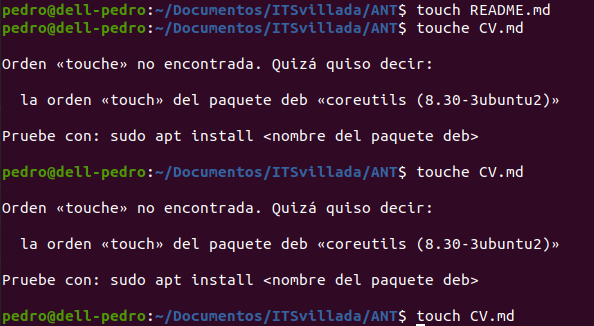 pedro@dell-pedro:~/Documentos/ITSvillada/ANT$ touch README.md
pedro@dell-pedro:~/Documentos/ITSvillada/ANT$ touche CV.md
Orden «touche» no encontrada. Quizá quiso decir:
la orden «touch» del paquete deb «coreutils (8.30-3ubuntu2)»
Pruebe con: sudo apt install <nombre del paquete deb>
pedro@dell-pedro:~/Documentos/ITSvillada/ANT$ touche CV.md
Orden «touche» no encontrada. Quizá quiso decir:
la orden «touch» del paquete deb «coreutils (8.30-3ubuntu2)»
Pruebe con: sudo apt install <nombre del paquete deb>
pedro@dell-pedro:~/Documentos/ITSvillada/ANT$ touch CV.md